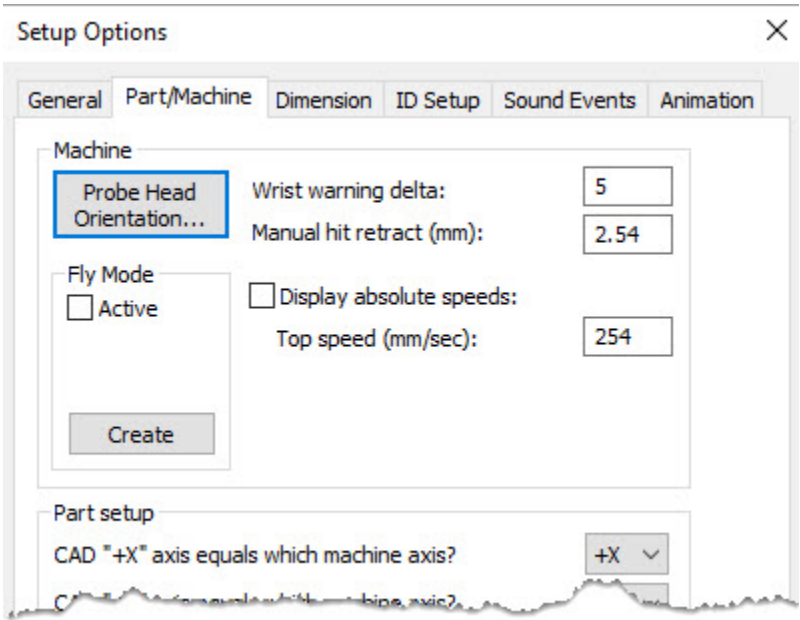 Setup Options
General Part/Machine Dimension ID Setup Sound Events Animation
Machine
Probe Head
Orientation...
Wrist warning delta: 5
Manual hit retract (mm): 2.54
Fly Mode
Active
Display absolute speeds:
Top speed (mm/sec): 254
Create
Part setup
CAD "+X" axis equals which machine axis? +X